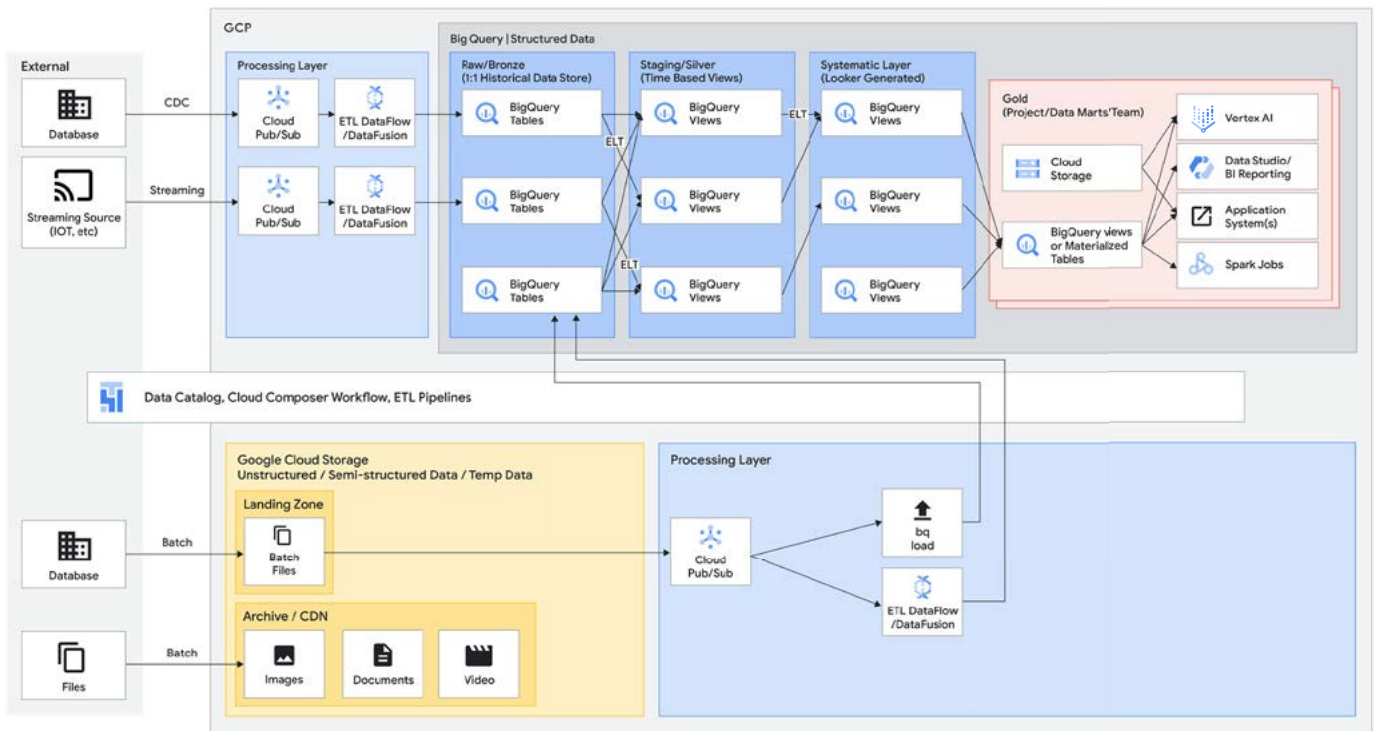 GCP
External
Database
CDC
Streaming Source
(IOT, etc)
Streaming
Processing Layer
Cloud
Pub/Sub
ETL DataFlow
/DataFusion
Cloud
Pub/Sub
ETL DataFlow
/DataFusion
Big Query | Structured Data
Raw/Bronze
(1:1 Historical Data Store)
BigQuery
Tables
BigQuery
Tables
BigQuery
Tables
ELT
ELT
Staging/Silver
(Time Based Views)
BigQuery
Views
BigQuery
Views
BigQuery
Views
ELT
Systematic Layer
(Looker Generated)
BigQuery
Views
BigQuery
Views
BigQuery
Views
Gold
(Project/Data Marts'Team)
Cloud
Storage
BigQuery views
or Materialized
Tables
Vertex AI
Data Studio/
BI Reporting
Application
System(s)
Spark Jobs
Data Catalog, Cloud Composer Workflow, ETL Pipelines
Database
Batch
Files
Batch
Google Cloud Storage
Unstructured / Semi-structured Data / Temp Data
Landing Zone
Batch
Files
Archive / CDN
Images
Documents
Video
Processing Layer
Cloud
Pub/Sub
bq
load
ETL DataFlow
/DataFusion